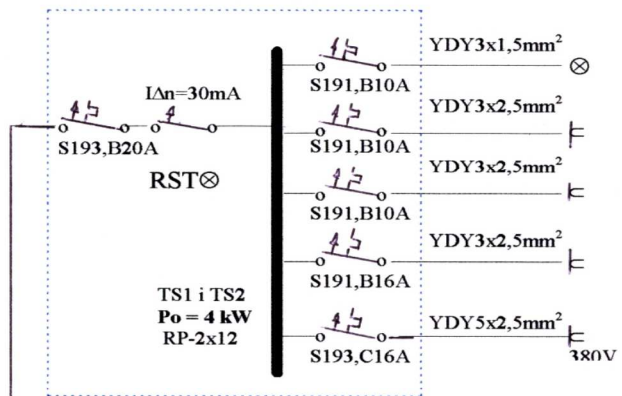 IΔn=30mA
S193,B20A
RST⊗
TS1 i TS2
Po = 4 kW
RP-2x12
YDY3x1,5mm²
S191,B10A
YDY3x2,5mm²
S191,B10A
YDY3x2,5mm²
S191,B10A
YDY3x2,5mm²
S191,B16A
YDY5x2,5mm²
S193,C16A
380V